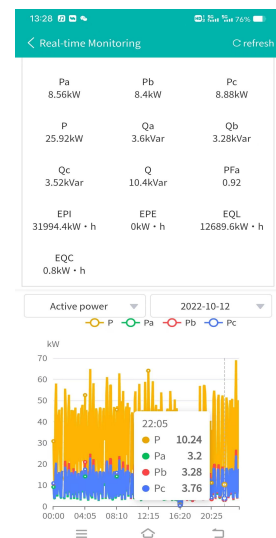 13:28 76%
Real-time Monitoring refresh
Pa Pb Pc
8.56kW 8.4kW 8.88kW
P Qa Qb
25.92kW 3.6kVar 3.28kVar
Qc Q PFa
3.52kVar 10.4kVar 0.92
EPI EPE EQL
31994.4kW·h 0kW·h 12689.6kW·h
EQC
0.8kW·h
Active power 2022-10-12
P Pa Pb Pc
kW
70
60
50
40
30
20
10
0
22:05
P 10.24
Pa 3.2
Pb 3.28
Pc 3.76
00:00 04:05 08:10 12:15 16:20 20:25